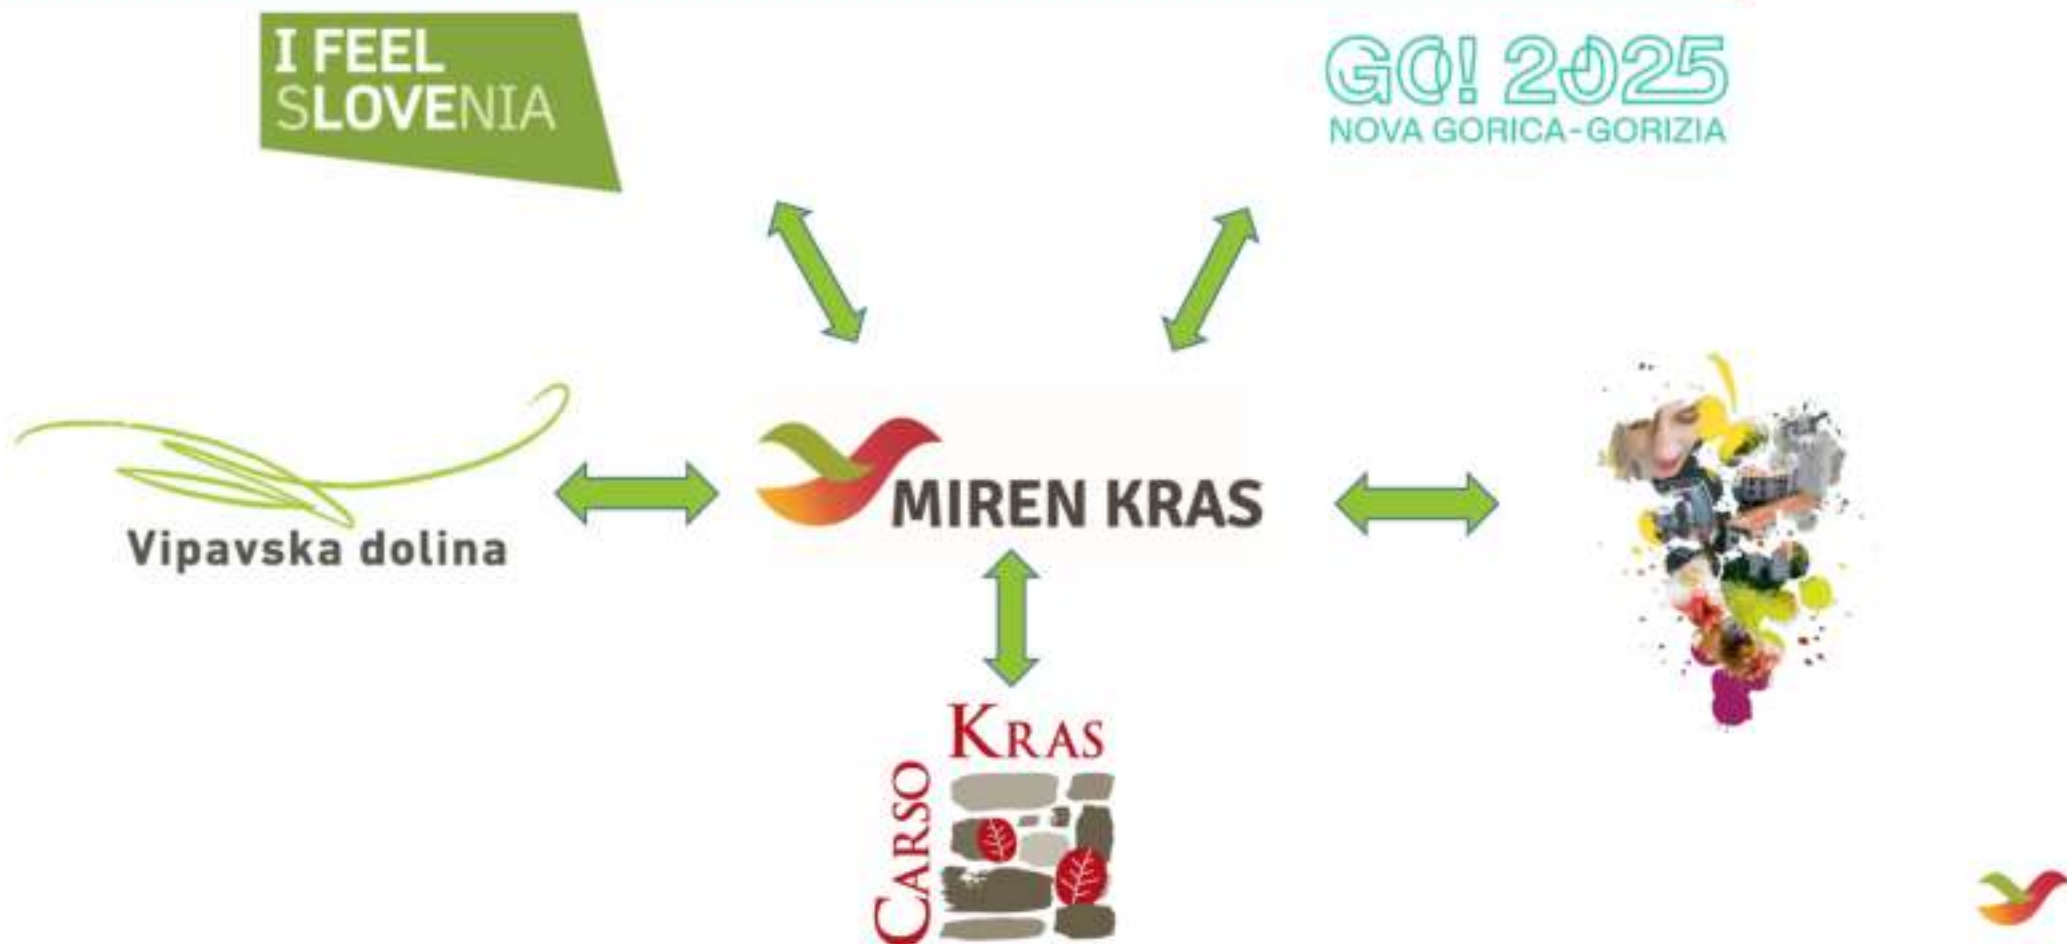 I FEEL
SLOVENIA
GO! 2025
NOVA GORICA-GORIZIA
Vipavska dolina
MIREN KRAS
KRAS
CARSO